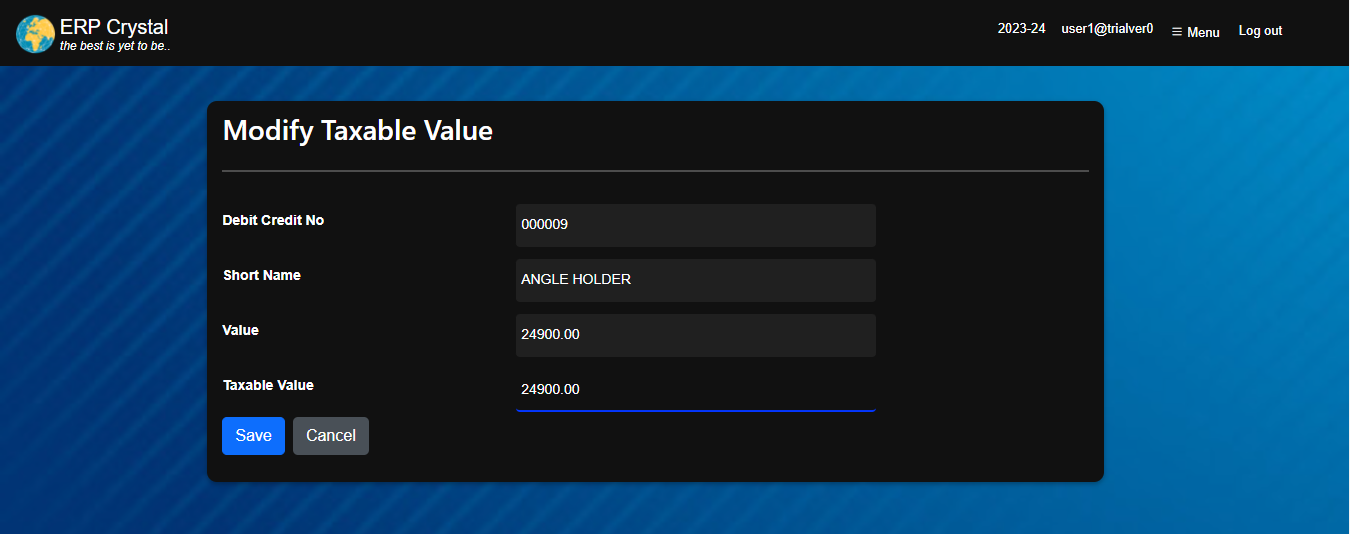 ERP Crystal
the best is yet to be..
2023-24 user1@trialver0 ☰ Menu Log out
Modify Taxable Value
Debit Credit No 000009
Short Name ANGLE HOLDER
Value 24900.00
Taxable Value 24900.00
Save Cancel